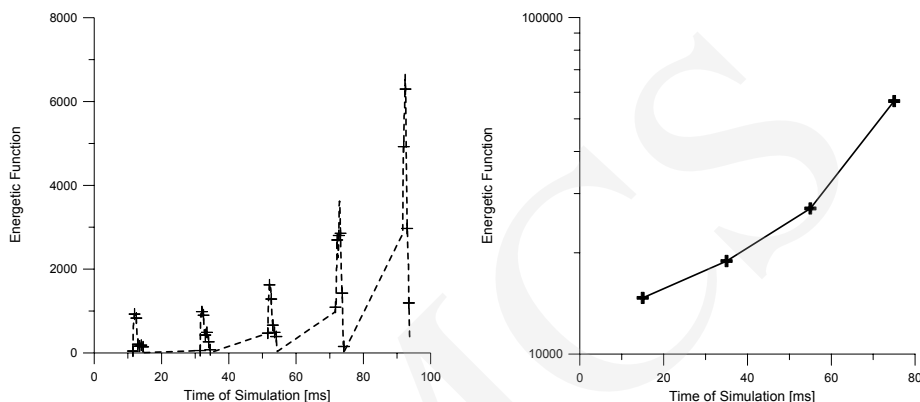 8000
6000
4000
2000
0
Energetic Function
0 20 40 60 80 100
Time of Simulation [ms]
100000
10000
Energetic Function
0 20 40 60 80
Time of Simulation [ms]
MCS